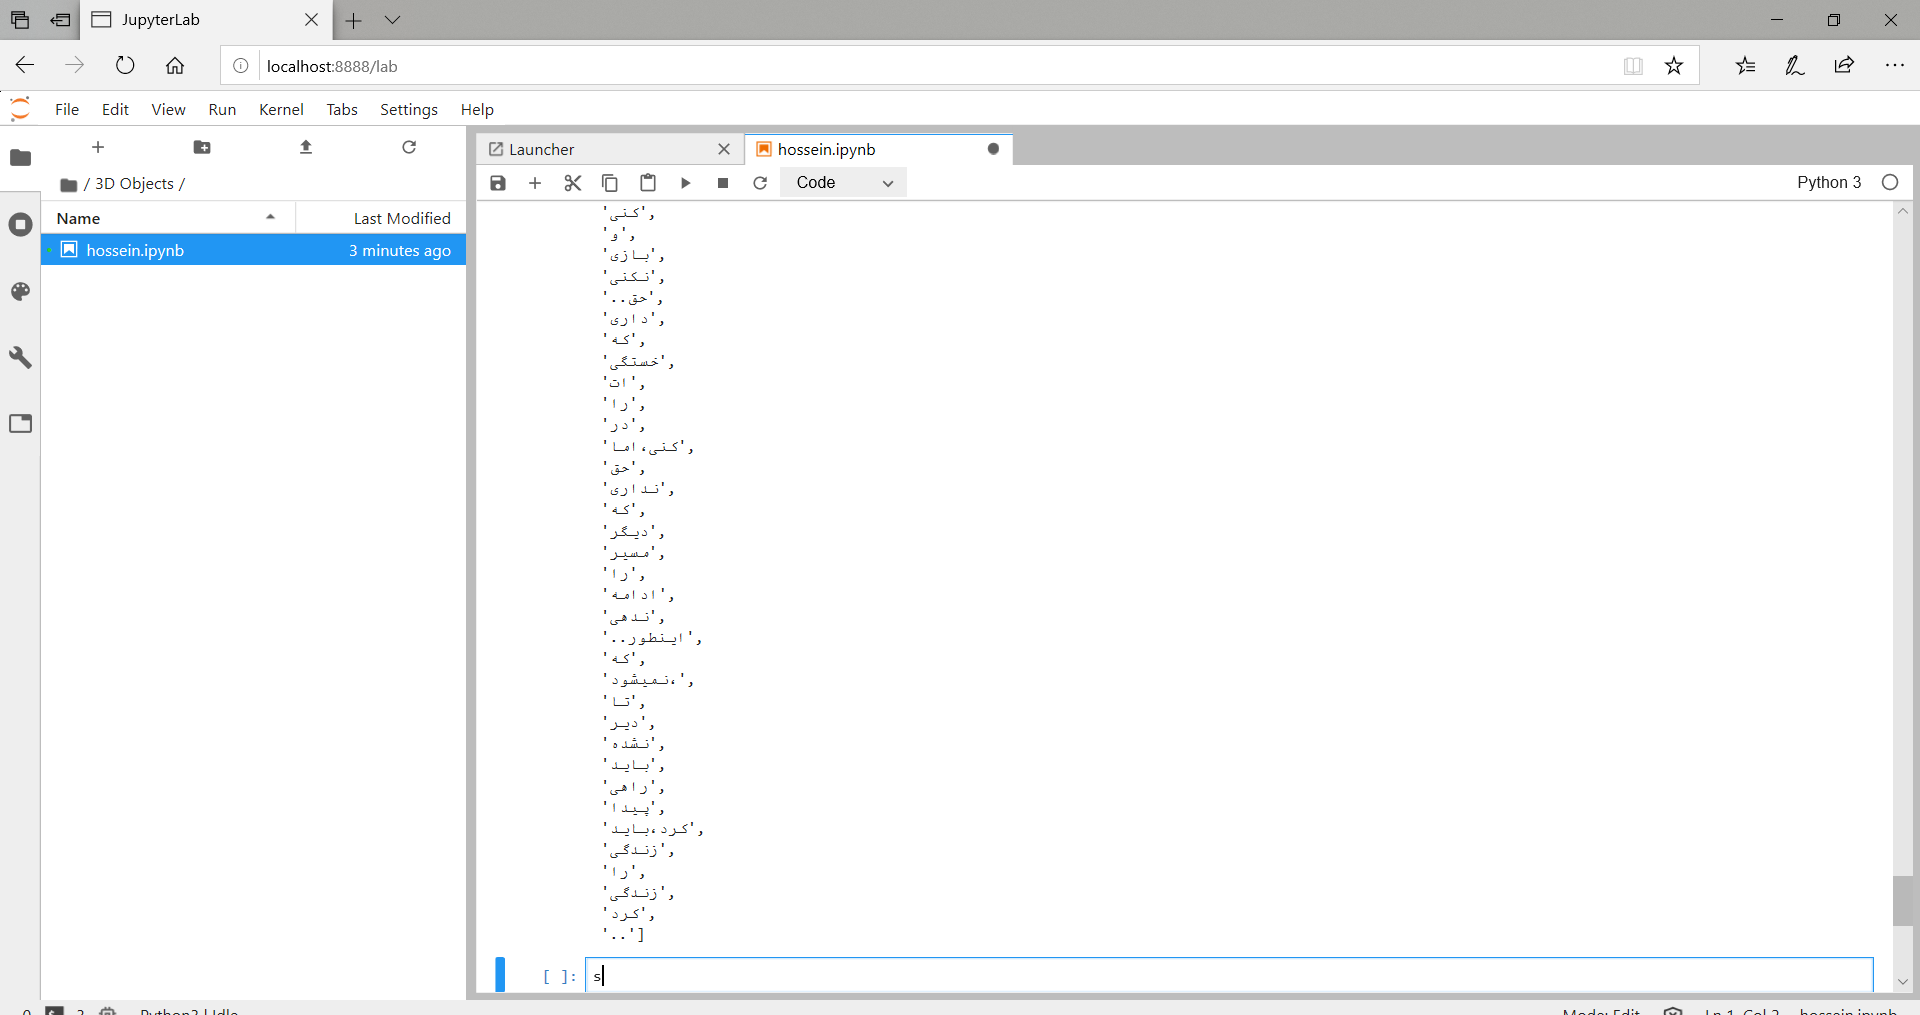 JupyterLab
localhost:8888/lab
File Edit View Run Kernel Tabs Settings Help
/ 3D Objects /
Name Last Modified
hossein.ipynb 3 minutes ago
Launcher
hossein.ipynb
Code
Python 3
'کنی',
'و',
'بازی',
'نکنی',
'حق..',
'داری',
'که',
'خستگی',
'ات',
'را',
'در',
'کنی،اما',
'حق',
'نداری',
'که',
'دیگر',
'مسیر',
'را',
'ادامه',
'ندهی',
'اینطور..',
'که',
'نمیشود،',
'تا',
'دیر',
'نشده',
'باید',
'راهی',
'پیدا',
'کرد،باید',
'زندگی',
'را',
'زندگی',
'کرد',
'..']
[ ]: s
0 2 Python3 | Idle
Mode: Edit Ln 1, Col 2 hossein.ipynb